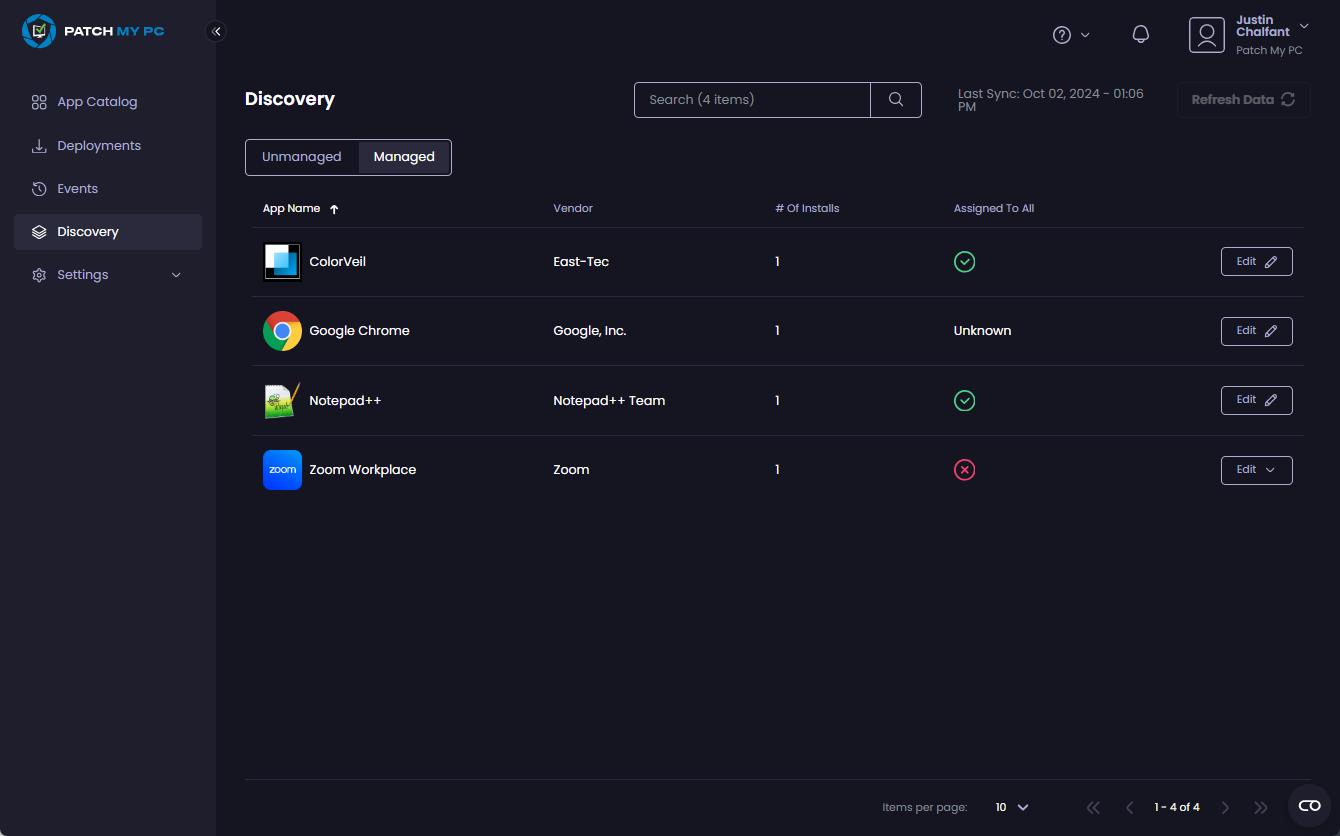 PATCH MY PC
Justin
Chalfant
Patch My PC
App Catalog
Deployments
Events
Discovery
Settings
Discovery
Search (4 items)
Last Sync: Oct 02, 2024 - 01:06
PM
Refresh Data
Unmanaged Managed
App Name Vendor # Of Installs Assigned To All
ColorVeil East-Tec 1 Edit
Google Chrome Google, Inc. 1 Unknown Edit
Notepad++ Notepad++ Team 1 Edit
zoom Zoom Workplace Zoom 1 Edit
Items per page: 10 1 - 4 of 4